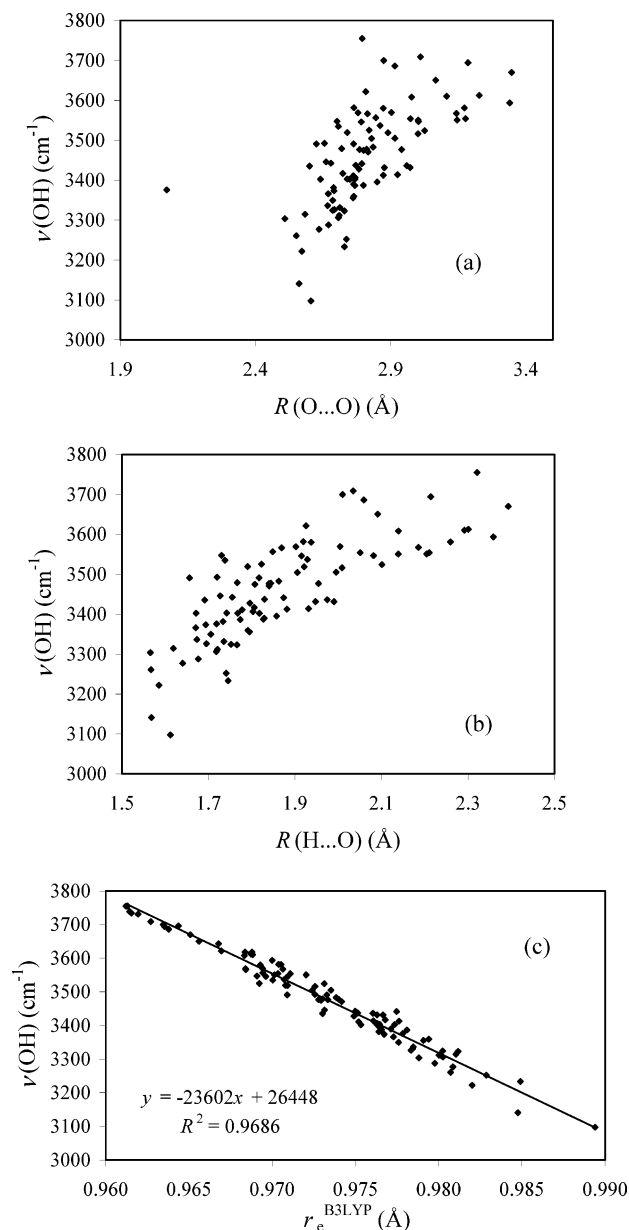 3800
3700
3600
3500
3400
3300
3200
3100
3000
ν(OH) (cm⁻¹)
(a)
1.9 2.4 2.9 3.4
R(O...O) (Å)
3800
3700
3600
3500
3400
3300
3200
3100
3000
ν(OH) (cm⁻¹)
(b)
1.5 1.7 1.9 2.1 2.3 2.5
R(H...O) (Å)
3800
3700
3600
3500
3400
3300
3200
3100
3000
ν(OH) (cm⁻¹)
(c)
y = -23602x + 26448
R² = 0.9686
0.960 0.965 0.970 0.975 0.980 0.985 0.990
rₑᴮ³ᴸʸᴾ (Å)